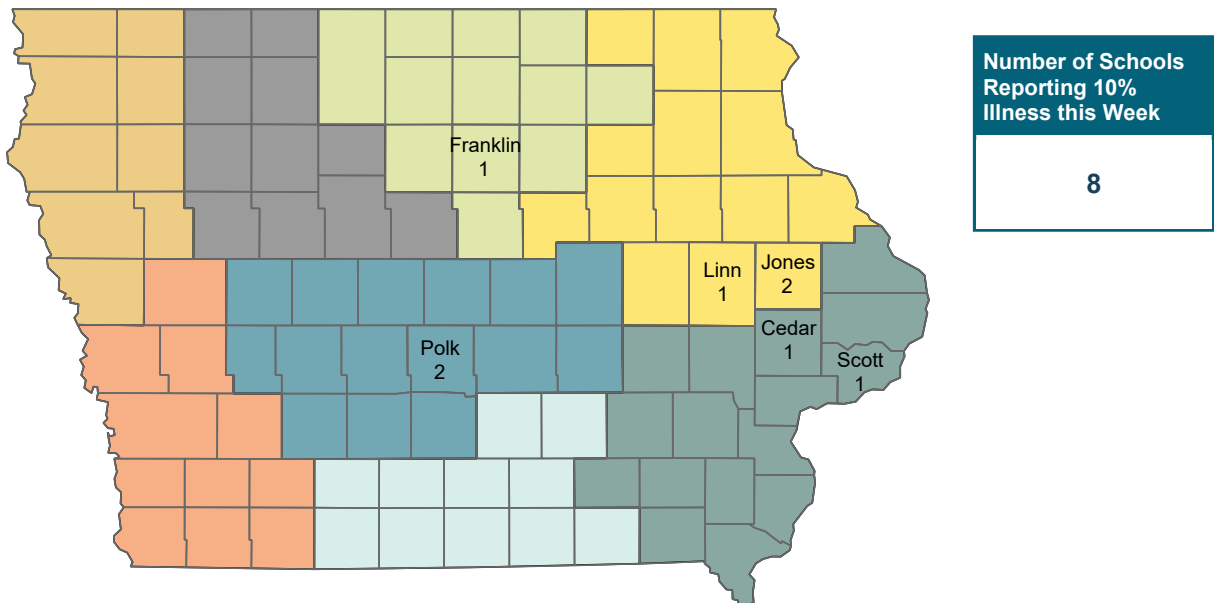 Number of Schools
Reporting 10%
Illness this Week
8
Franklin
1
Linn
1
Jones
2
Cedar
1
Scott
1
Polk
2